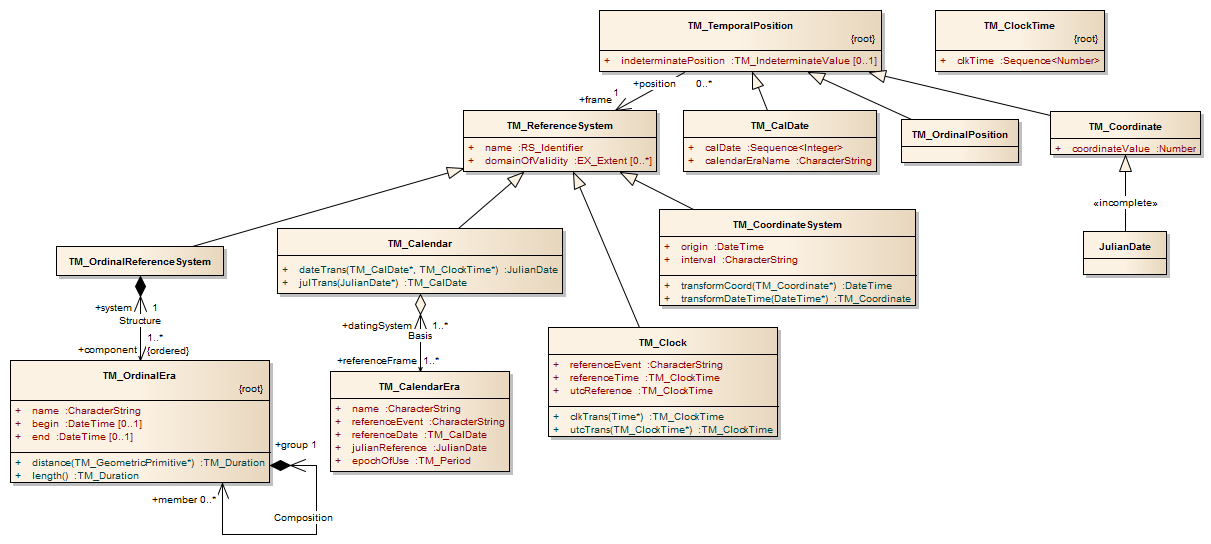 TM_TemporalPosition
{root}
+ indeterminatePosition :TM_IndeterminateValue [0..1]
TM_ClockTime
{root}
+ clkTime :Sequence<Number>
+position 0..*
+frame 1
TM_ReferenceSystem
+ name :RS_Identifier
+ domainOfValidity :EX_Extent [0..*]
TM_CalDate
+ calDate :Sequence<Integer>
+ calendarEraName :CharacterString
TM_OrdinalPosition
TM_Coordinate
+ coordinateValue :Number
«incomplete»
JulianDate
TM_OrdinalReferenceSystem
TM_Calendar
+ dateTrans(TM_CalDate*, TM_ClockTime*) :JulianDate
+ julTrans(JulianDate*) :TM_CalDate
TM_CoordinateSystem
+ origin :DateTime
+ interval :CharacterString
+ transformCoord(TM_Coordinate*) :DateTime
+ transformDateTime(DateTime*) :TM_Coordinate
+system 1
Structure
1..*
+component {ordered}
+datingSystem 1..*
Basis
+referenceFrame 1..*
TM_Clock
+ referenceEvent :CharacterString
+ referenceTime :TM_ClockTime
+ utcReference :TM_ClockTime
+ clkTrans(Time*) :TM_ClockTime
+ utcTrans(TM_ClockTime*) :TM_ClockTime
TM_OrdinalEra
{root}
+ name :CharacterString
+ begin :DateTime [0..1]
+ end :DateTime [0..1]
+ distance(TM_GeometricPrimitive*) :TM_Duration
+ length() :TM_Duration
TM_CalendarEra
+ name :CharacterString
+ referenceEvent :CharacterString
+ referenceDate :TM_CalDate
+ julianReference :JulianDate
+ epochOfUse :TM_Period
+group 1
+member 0..*
Composition